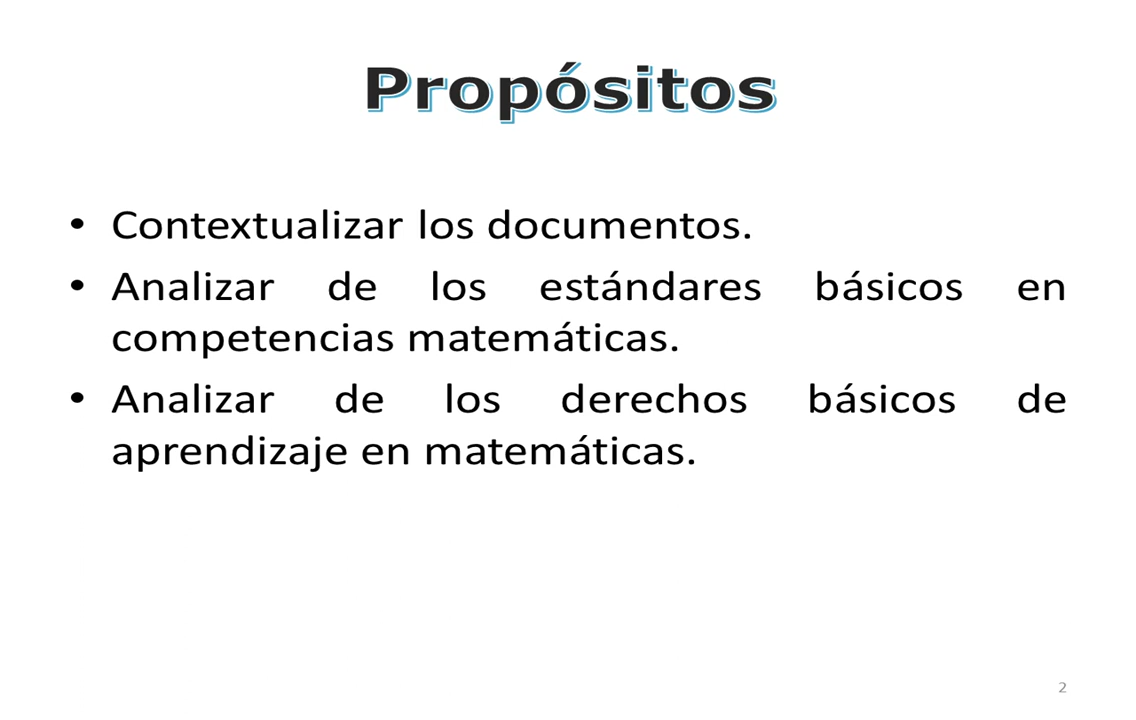 Propósitos
• Contextualizar los documentos.
• Analizar de los estándares básicos en
competencias matemáticas.
• Analizar de los derechos básicos de
aprendizaje en matemáticas.
2